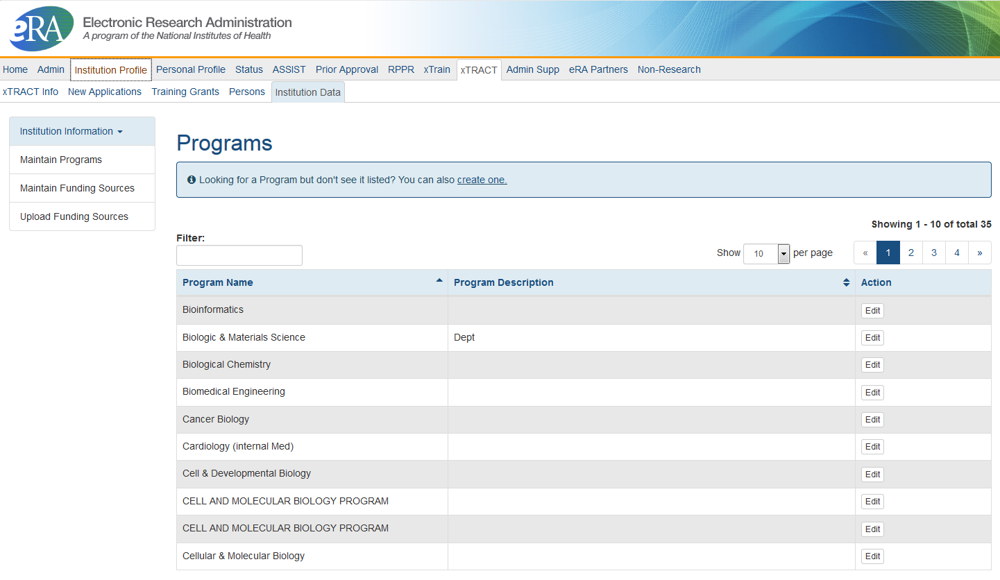 eRA
Electronic Research Administration
A program of the National Institutes of Health
Home Admin Institution Profile Personal Profile Status ASSIST Prior Approval RPPR xTrain xTRACT Admin Supp eRA Partners Non-Research
xTRACT Info New Applications Training Grants Persons Institution Data
Institution Information
Maintain Programs
Maintain Funding Sources
Upload Funding Sources
Programs
Looking for a Program but don't see it listed? You can also create one.
Showing 1 - 10 of total 35
Filter:
Show 10 per page « 1 2 3 4 »
Program Name Program Description Action
Bioinformatics Edit
Biologic & Materials Science Dept Edit
Biological Chemistry Edit
Biomedical Engineering Edit
Cancer Biology Edit
Cardiology (internal Med) Edit
Cell & Developmental Biology Edit
CELL AND MOLECULAR BIOLOGY PROGRAM Edit
CELL AND MOLECULAR BIOLOGY PROGRAM Edit
Cellular & Molecular Biology Edit